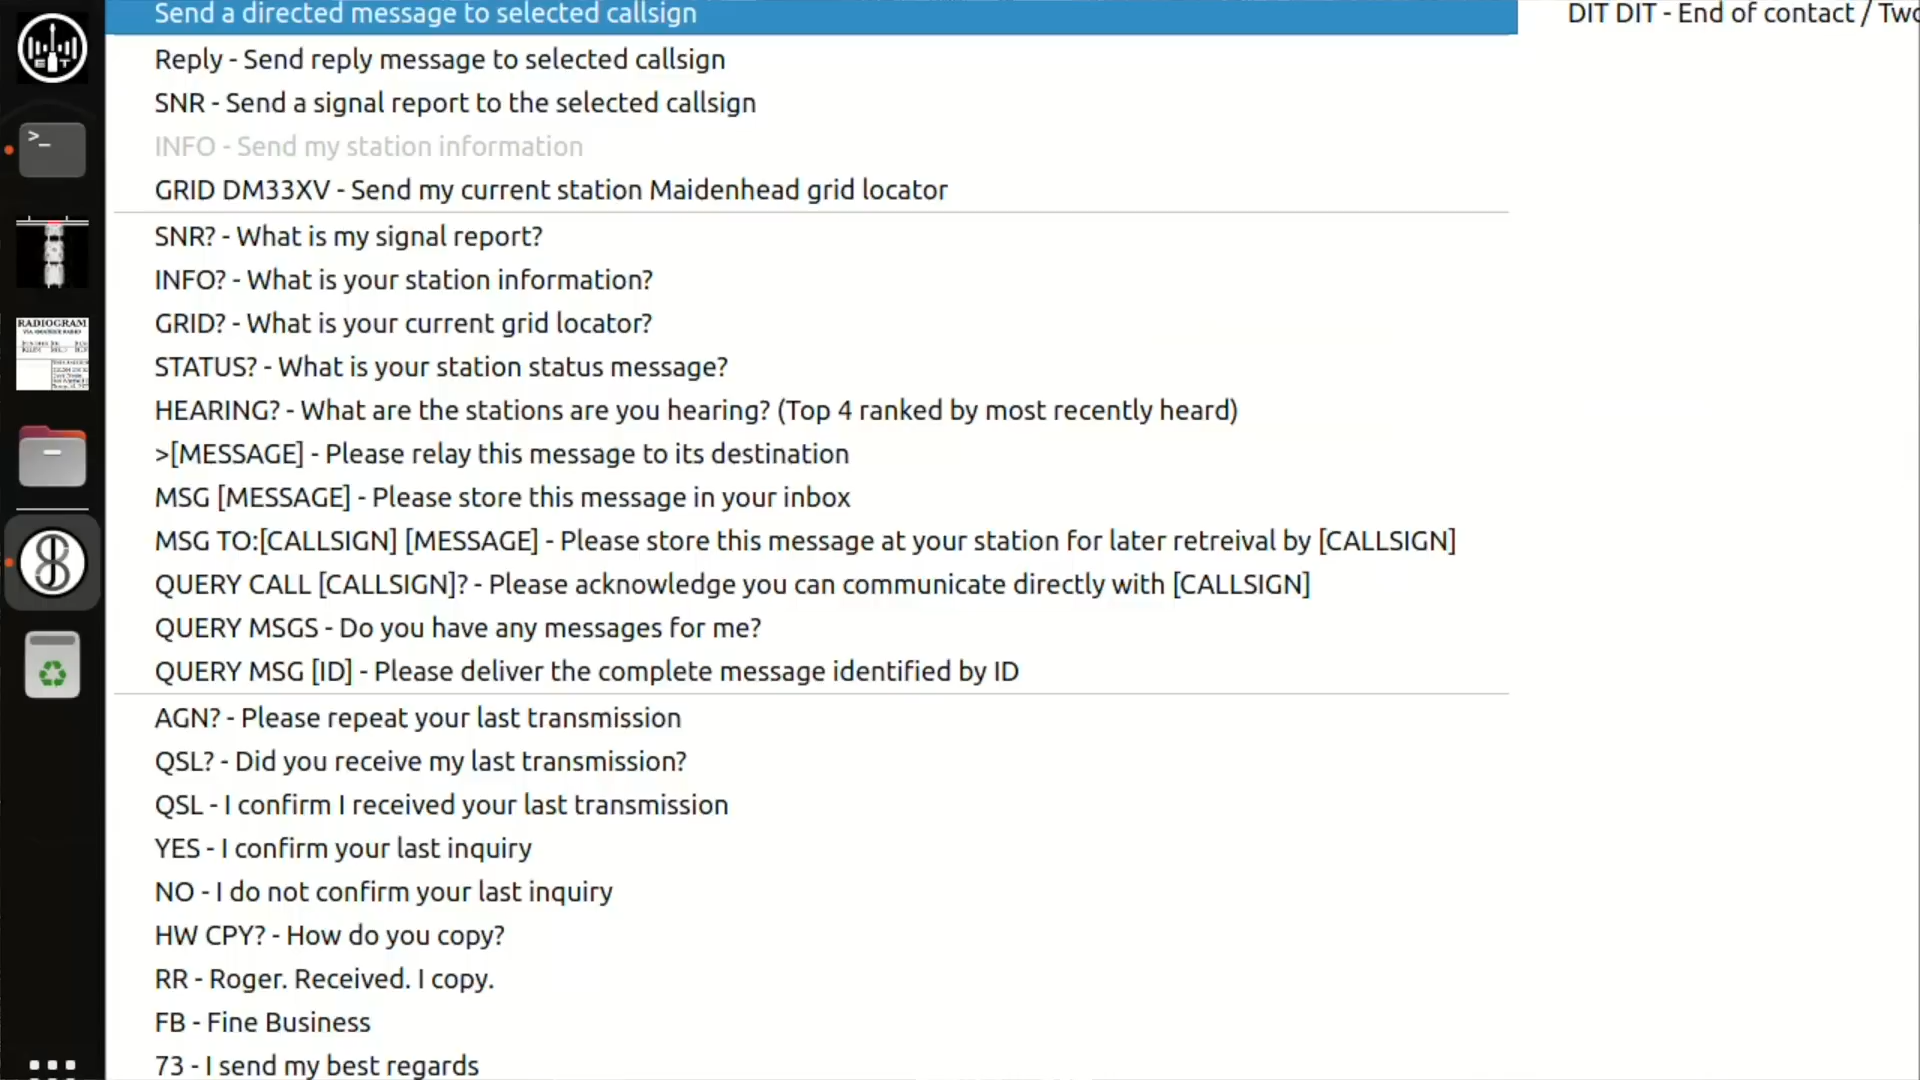 Send a directed message to selected callsign
DIT DIT - End of contact /
Reply - Send reply message to selected callsign
SNR - Send a signal report to the selected callsign
INFO - Send my station information
GRID DM33XV - Send my current station Maidenhead grid locator
SNR? - What is my signal report?
INFO? - What is your station information?
GRID? - What is your current grid locator?
STATUS? - What is your station status message?
HEARING? - What are the stations are you hearing? (Top 4 ranked by most recently heard)
>[MESSAGE] - Please relay this message to its destination
MSG [MESSAGE] - Please store this message in your inbox
MSG TO:[CALLSIGN] [MESSAGE] - Please store this message at your station for later retreival by [CALLSIGN]
QUERY CALL [CALLSIGN]? - Please acknowledge you can communicate directly with [CALLSIGN]
QUERY MSGS - Do you have any messages for me?
QUERY MSG [ID] - Please deliver the complete message identified by ID
AGN? - Please repeat your last transmission
QSL? - Did you receive my last transmission?
QSL - I confirm I received your last transmission
YES - I confirm your last inquiry
NO - I do not confirm your last inquiry
HW CPY? - How do you copy?
RR - Roger. Received. I copy.
FB - Fine Business
73 - I send my best regards
E T
>_
RADIOGRAM